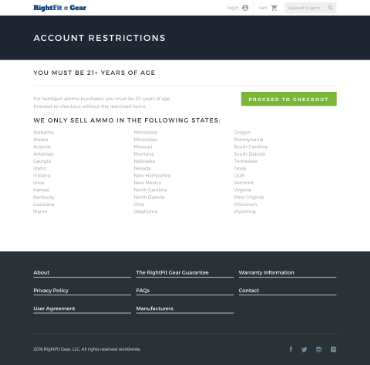 RightFit Gear
login
cart
ACCOUNT RESTRICTIONS
YOU MUST BE 21+ YEARS OF AGE
For handgun ammo purchases, you must be 21+ years of age.
Proceed to checkout without the restricted items.
PROCEED TO CHECKOUT
WE ONLY SELL AMMO IN THE FOLLOWING STATES:
Alabama
Alaska
Arizona
Arkansas
Georgia
Idaho
Indiana
Iowa
Kansas
Kentucky
Louisiana
Maine
Minnesota
Mississippi
Missouri
Montana
Nebraska
Nevada
New Hampshire
New Mexico
North Carolina
North Dakota
Ohio
Oklahoma
Oregon
Pennsylvania
South Carolina
South Dakota
Tennessee
Texas
Utah
Vermont
Virginia
West Virginia
Wisconsin
Wyoming
About
The RightFit Gear Guarantee
Warranty Information
Privacy Policy
FAQs
Contact
User Agreement
Manufacturers
2016 RightFit Gear, LLC. All rights reserved worldwide.